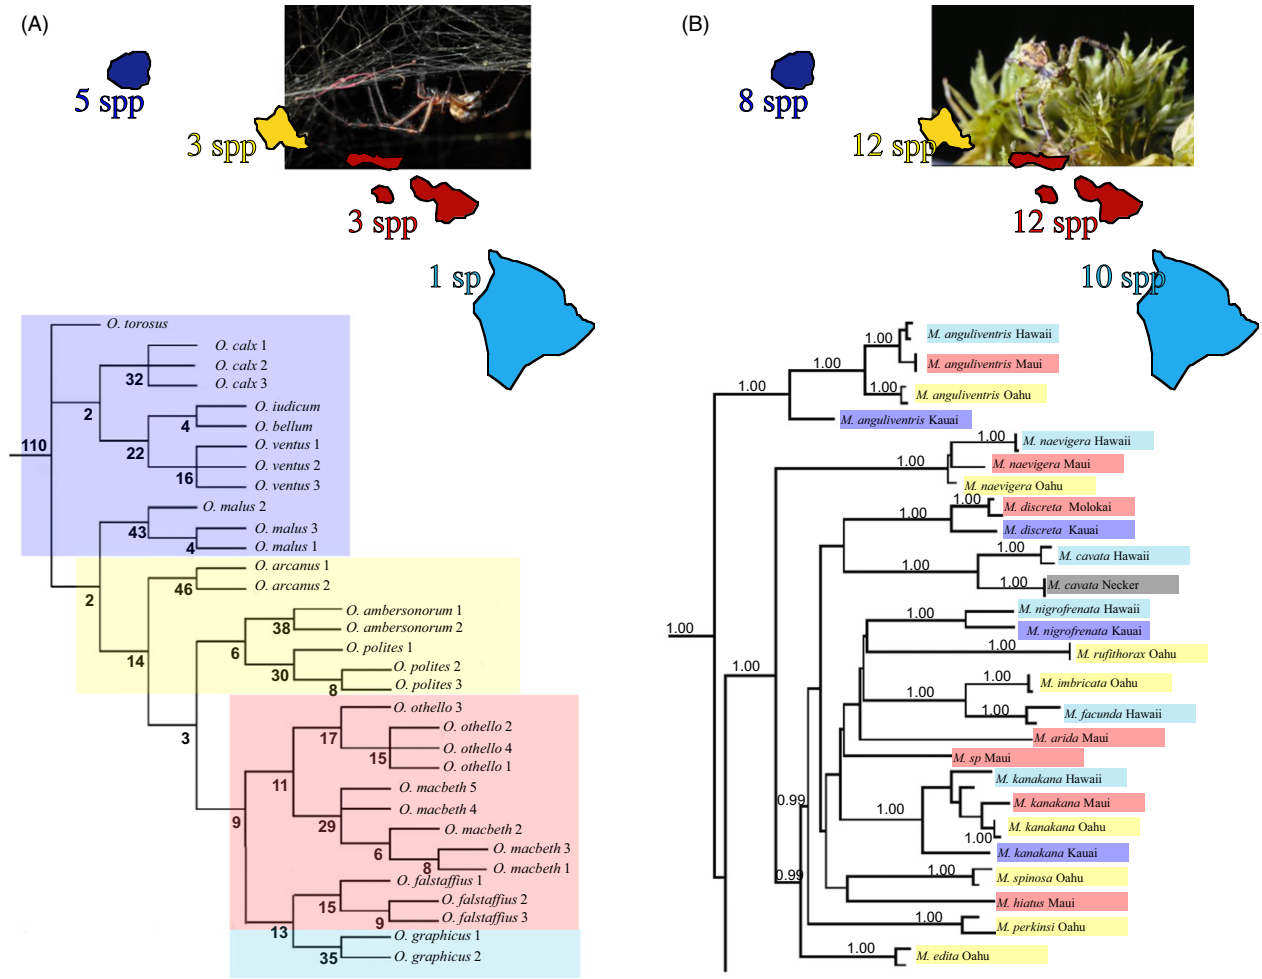 (A)
5 spp
3 spp
3 spp
1 sp
O. torosus
O. calx 1
O. calx 2
32
O. calx 3
2
O. iudicum
4
O. bellum
110
22
O. ventus 1
O. ventus 2
16
O. ventus 3
O. malus 2
43
O. malus 3
4
O. malus 1
O. arcanus 1
46
O. arcanus 2
2
O. ambersonorum 1
38
O. ambersonorum 2
6
O. polites 1
14
30
O. polites 2
8
O. polites 3
3
O. othello 3
17
O. othello 2
O. othello 4
15
O. othello 1
11
O. macbeth 5
O. macbeth 4
9
29
O. macbeth 2
6
O. macbeth 3
8
O. macbeth 1
O. falstaffius 1
15
O. falstaffius 2
9
O. falstaffius 3
13
O. graphicus 1
35
O. graphicus 2
(B)
8 spp
12 spp
12 spp
10 spp
M. anguliventris Hawaii
1.00
1.00
M. anguliventris Maui
1.00
1.00
M. anguliventris Oahu
M. anguliventris Kauai
1.00
M. naevigera Hawaii
1.00
M. naevigera Maui
M. naevigera Oahu
1.00
M. discreta Molokai
1.00
M. discreta Kauai
1.00
M. cavata Hawaii
1.00
1.00
M. cavata Necker
M. nigrofrenata Hawaii
1.00
1.00
M. nigrofrenata Kauai
1.00
M. rufithorax Oahu
1.00
1.00
M. imbricata Oahu
1.00
1.00
M. facunda Hawaii
M. arida Maui
M. sp Maui
M. kanakana Hawaii
0.99
M. kanakana Maui
1.00
M. kanakana Oahu
1.00
M. kanakana Kauai
0.99
1.00
M. spinosa Oahu
M. hiatus Maui
1.00
M. perkinsi Oahu
1.00
M. edita Oahu